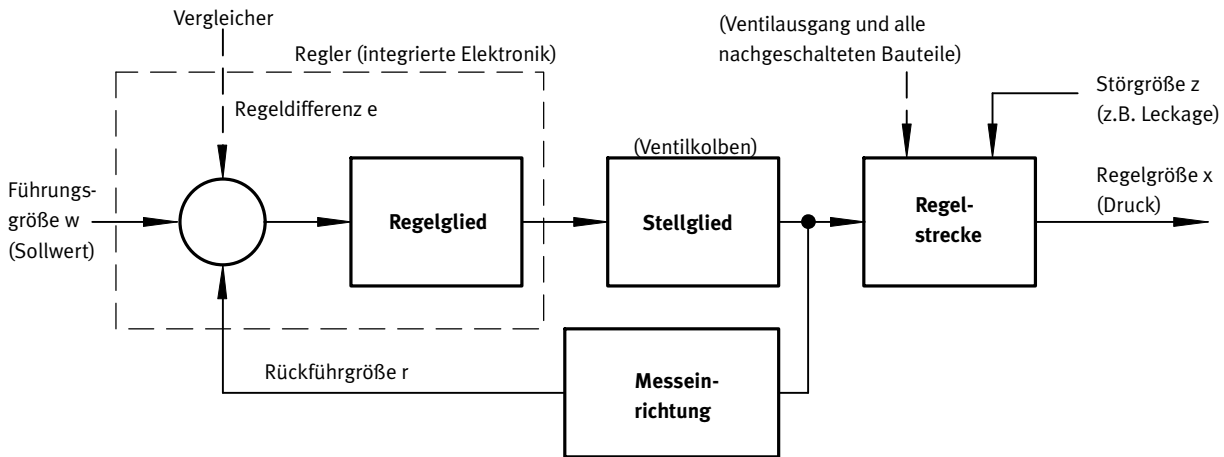 Vergleicher
Regler (integrierte Elektronik)
(Ventilausgang und alle
nachgeschalteten Bauteile)
Störgröße z
(z.B. Leckage)
Regeldifferenz e
(Ventilkolben)
Führungs-
größe w
(Sollwert)
Regelglied
Stellglied
Regel-
strecke
Regelgröße x
(Druck)
Rückführgröße r
Messein-
richtung